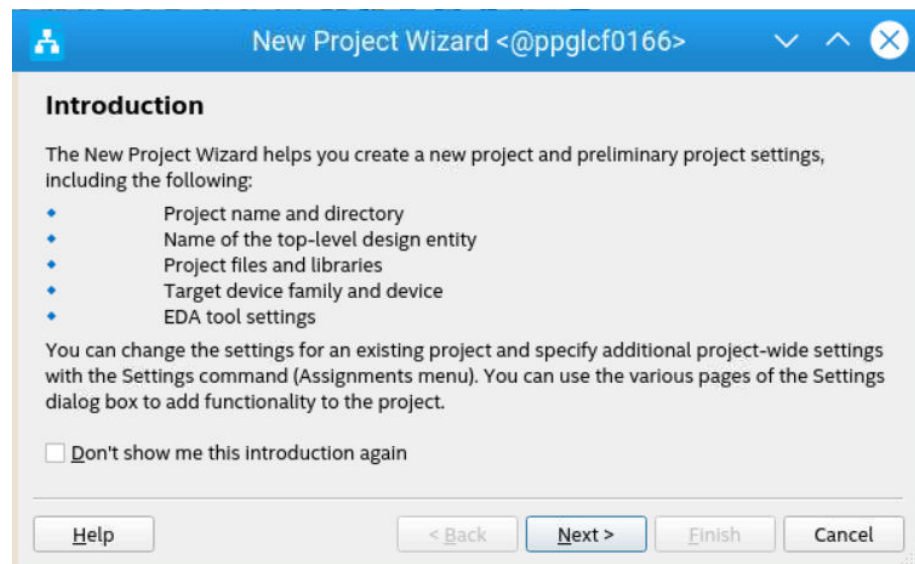 New Project Wizard <@ppglcf0166>
Introduction
The New Project Wizard helps you create a new project and preliminary project settings,
including the following:
Project name and directory
Name of the top-level design entity
Project files and libraries
Target device family and device
EDA tool settings
You can change the settings for an existing project and specify additional project-wide settings
with the Settings command (Assignments menu). You can use the various pages of the Settings
dialog box to add functionality to the project.
Don't show me this introduction again
Help < Back Next > Finish Cancel